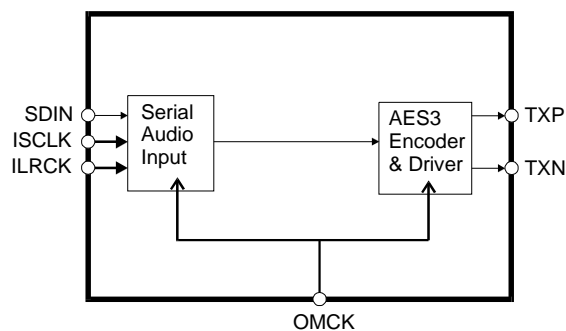 SDIN
ISCLK
ILRCK
Serial
Audio
Input
AES3
Encoder
& Driver
TXP
TXN
OMCK